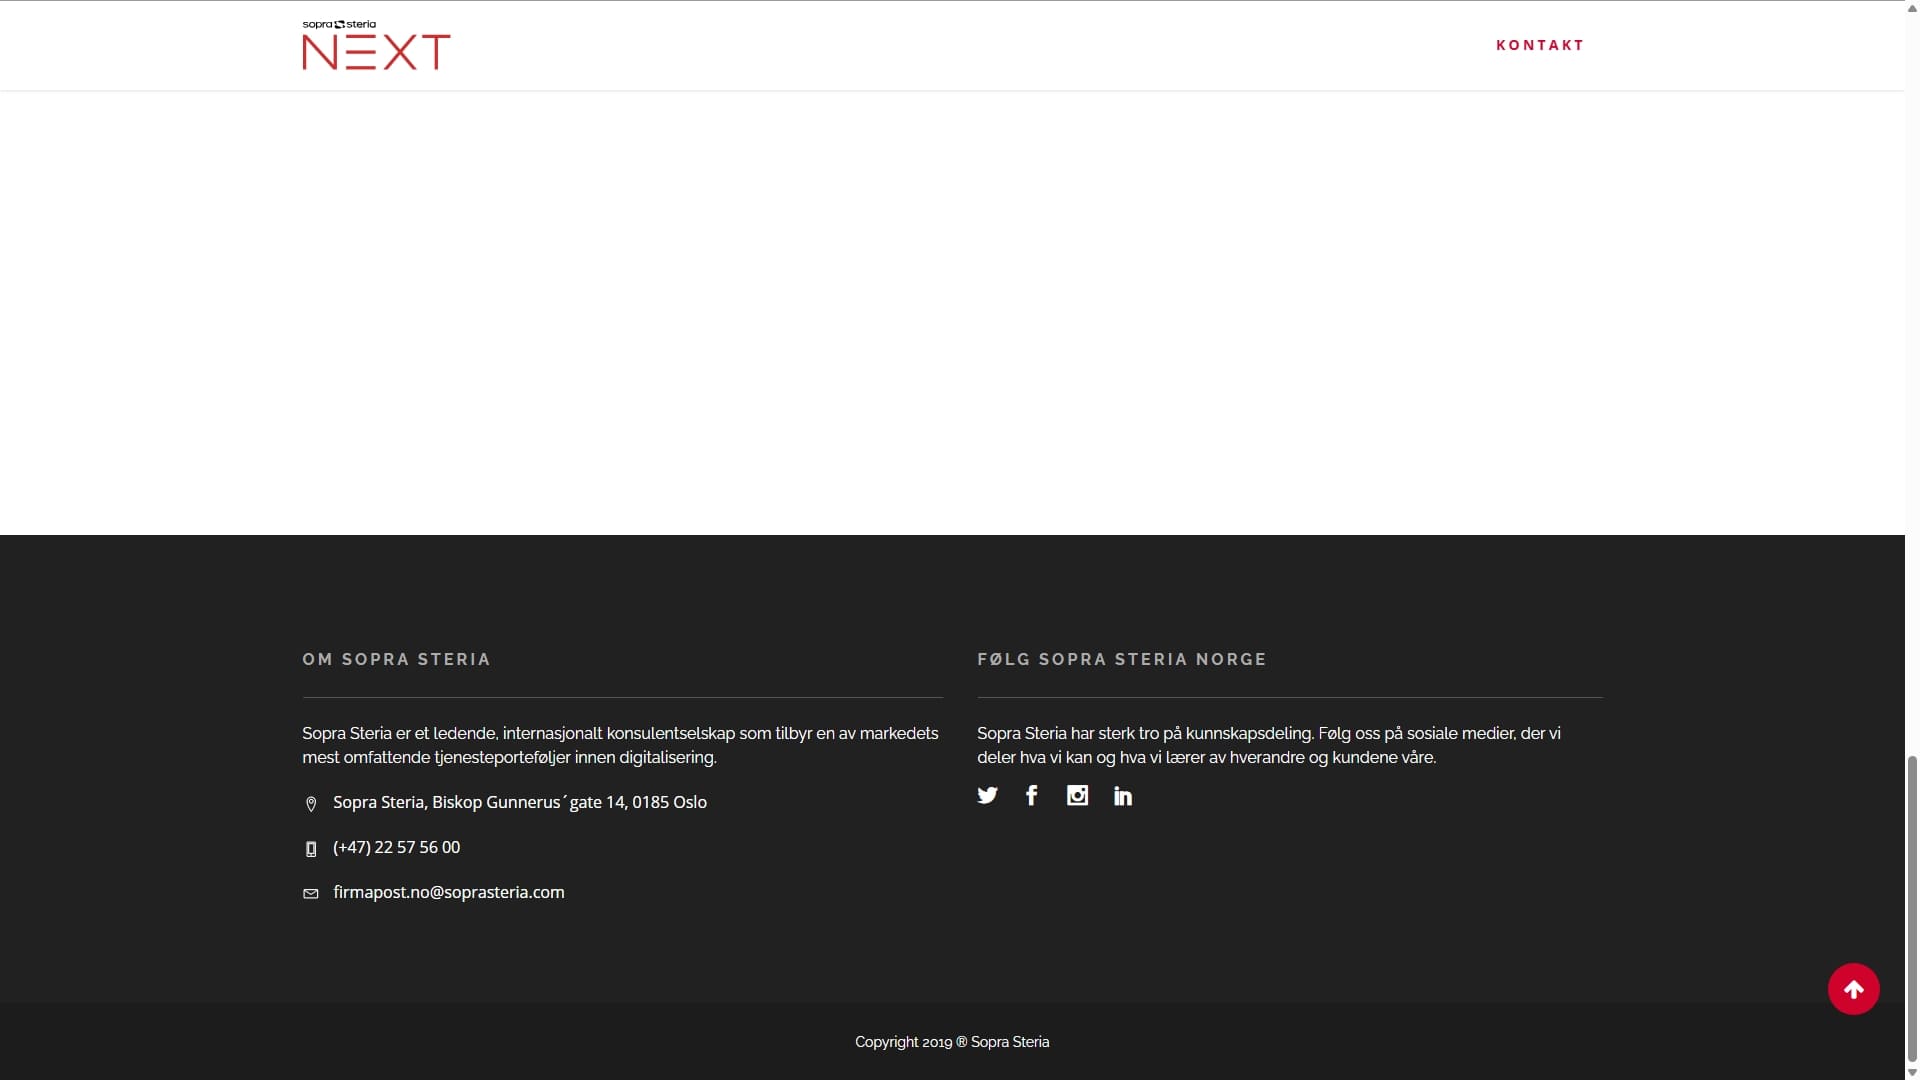 sopra steria
NEXT
KONTAKT
OM SOPRA STERIA
Sopra Steria er et ledende, internasjonalt konsulentselskap som tilbyr en av markedets
mest omfattende tjenesteporteføljer innen digitalisering.
Sopra Steria, Biskop Gunnerus´gate 14, 0185 Oslo
(+47) 22 57 56 00
firmapost.no@soprasteria.com
FØLG SOPRA STERIA NORGE
Sopra Steria har sterk tro på kunnskapsdeling. Følg oss på sosiale medier, der vi
deler hva vi kan og hva vi lærer av hverandre og kundene våre.
Copyright 2019 ® Sopra Steria